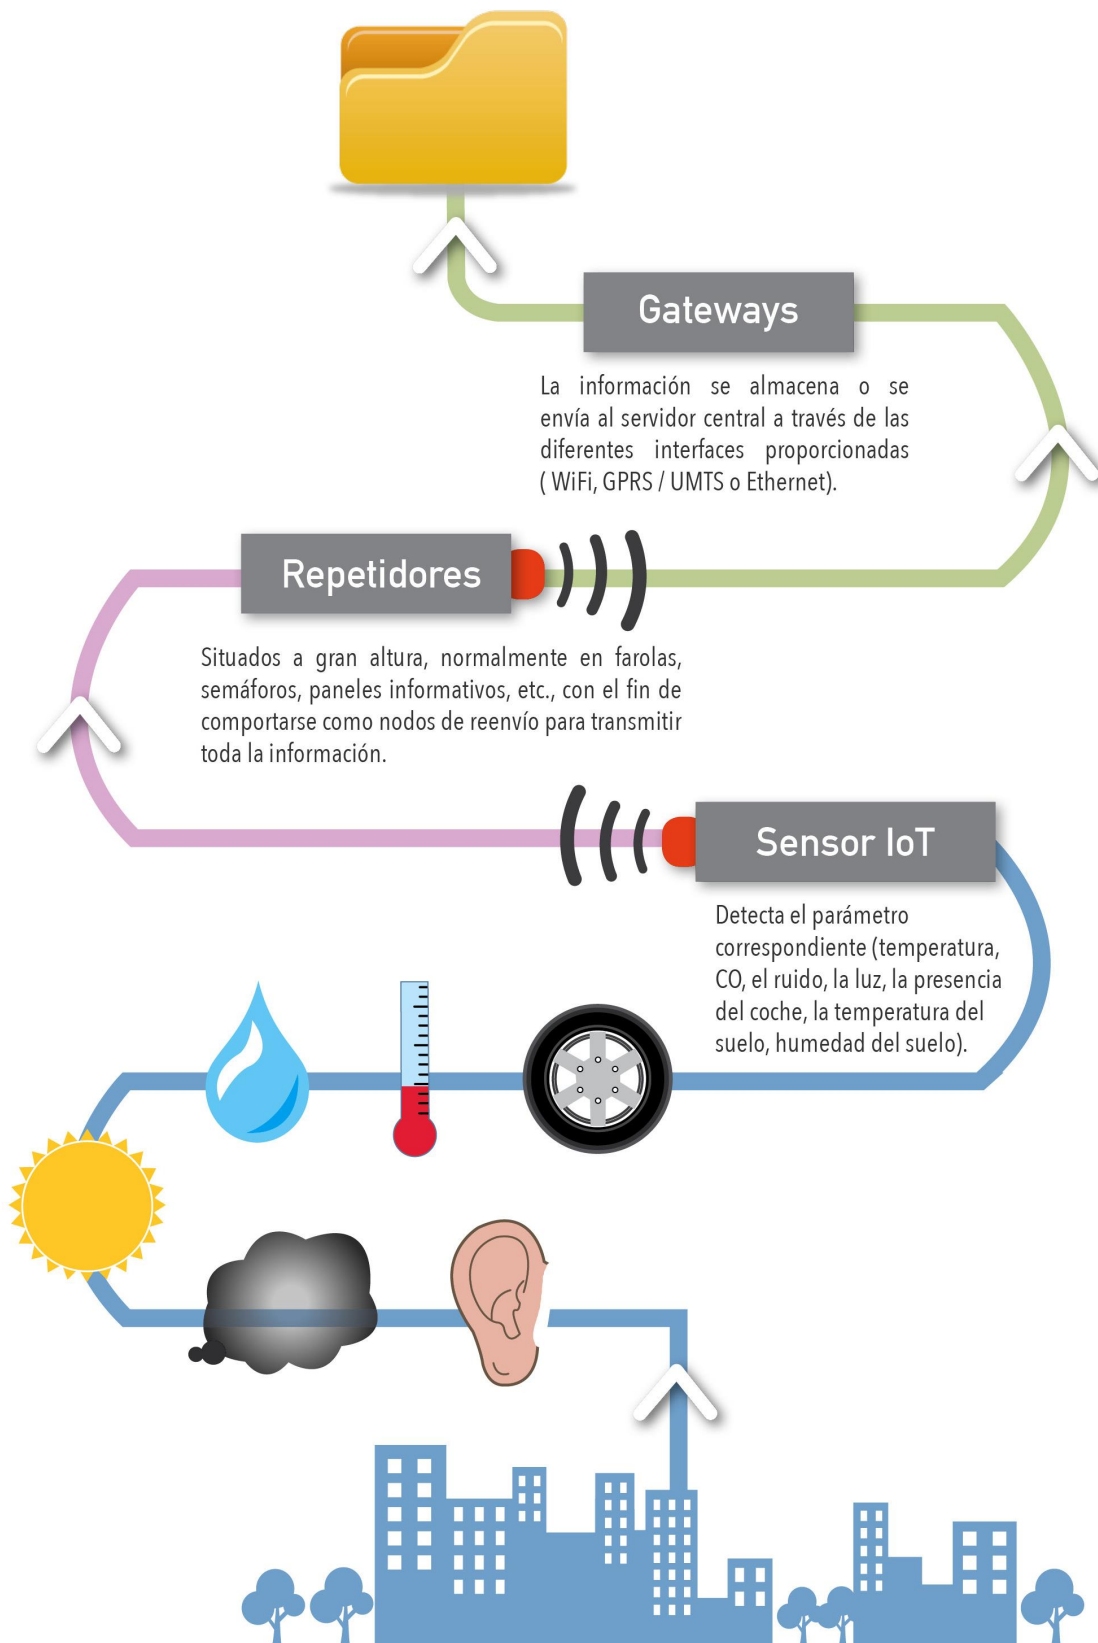 Gateways
La información se almacena o se
envía al servidor central a través de las
diferentes interfaces proporcionadas
( WiFi, GPRS / UMTS o Ethernet).
Repetidores
Situados a gran altura, normalmente en farolas,
semáforos, paneles informativos, etc., con el fin de
comportarse como nodos de reenvío para transmitir
toda la información.
Sensor IoT
Detecta el parámetro
correspondiente (temperatura,
CO, el ruido, la luz, la presencia
del coche, la temperatura del
suelo, humedad del suelo).